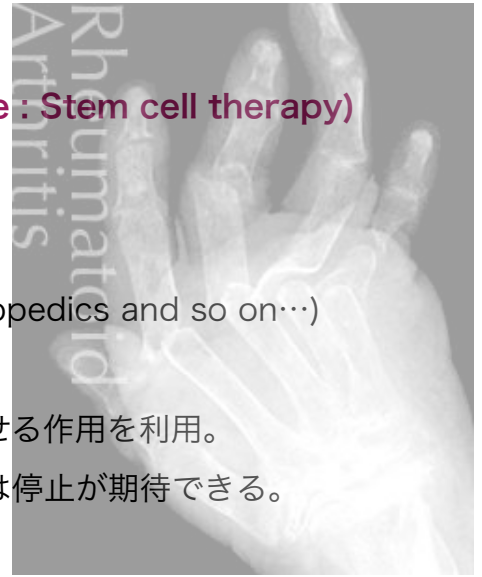 Rheumatoid
Arthritis
e : Stem cell therapy)
opedics and so on…)
せる作用を利用。
は停止が期待できる。